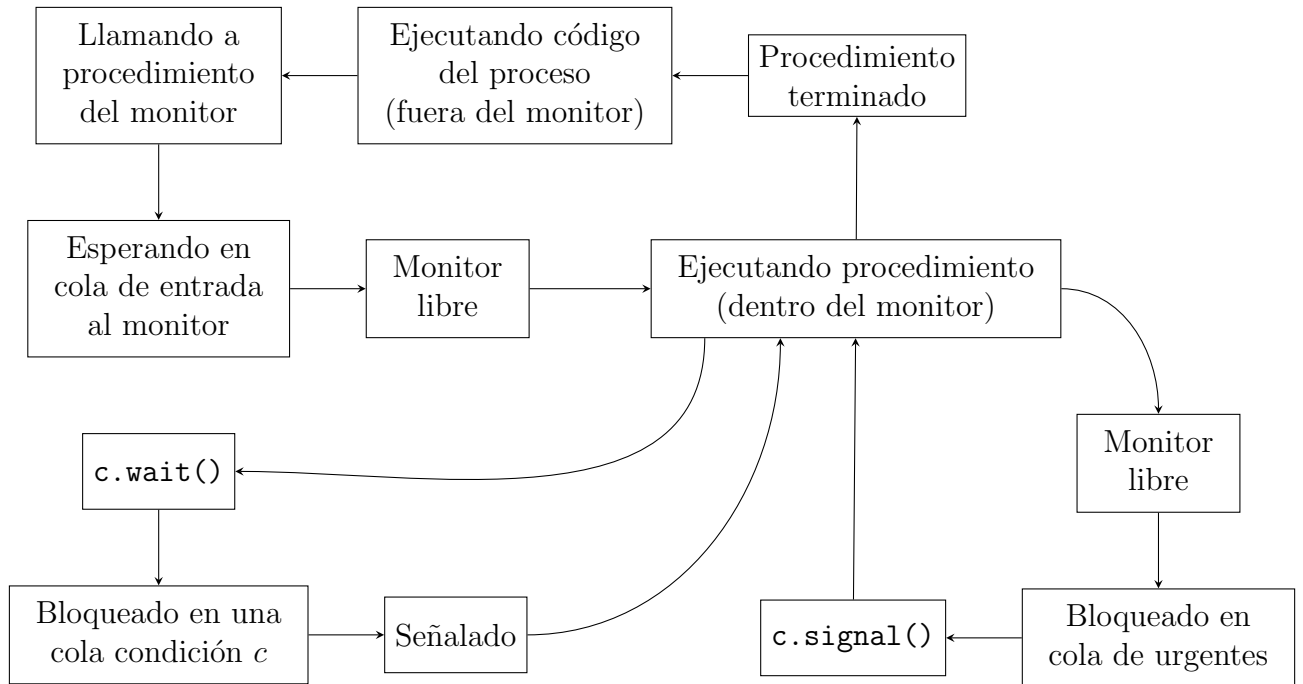 Llamando a
procedimiento
del monitor
Ejecutando código
del proceso
(fuera del monitor)
Procedimiento
terminado
Esperando en
cola de entrada
al monitor
Monitor
libre
Ejecutando procedimiento
(dentro del monitor)
c.wait()
Monitor
libre
Bloqueado en una
cola condición c
Señalado
c.signal()
Bloqueado en
cola de urgentes